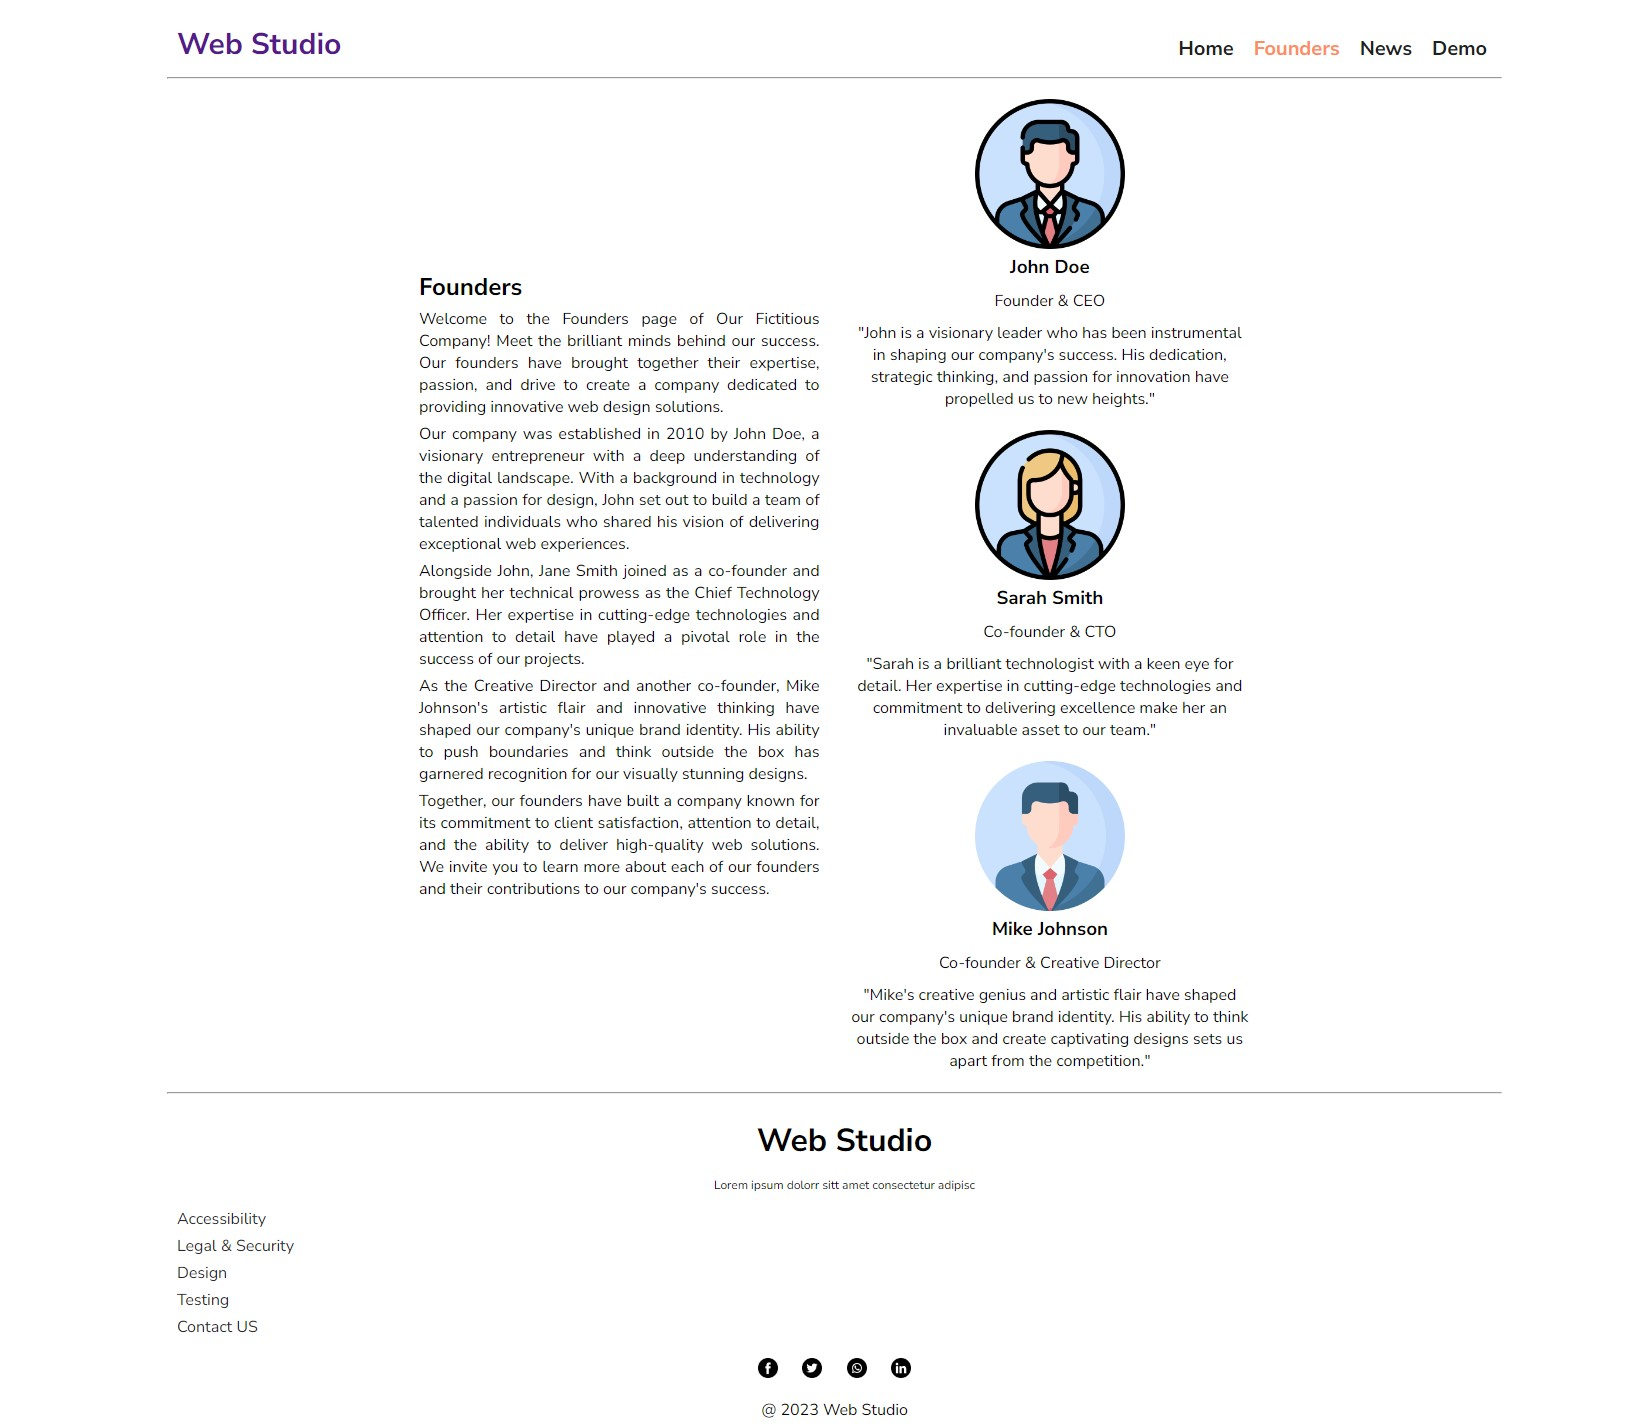 Web Studio
Home Founders News Demo
Founders
Welcome to the Founders page of Our Fictitious
Company! Meet the brilliant minds behind our success.
Our founders have brought together their expertise,
passion, and drive to create a company dedicated to
providing innovative web design solutions.
Our company was established in 2010 by John Doe, a
visionary entrepreneur with a deep understanding of
the digital landscape. With a background in technology
and a passion for design, John set out to build a team of
talented individuals who shared his vision of delivering
exceptional web experiences.
Alongside John, Jane Smith joined as a co-founder and
brought her technical prowess as the Chief Technology
Officer. Her expertise in cutting-edge technologies and
attention to detail have played a pivotal role in the
success of our projects.
As the Creative Director and another co-founder, Mike
Johnson's artistic flair and innovative thinking have
shaped our company's unique brand identity. His ability
to push boundaries and think outside the box has
garnered recognition for our visually stunning designs.
Together, our founders have built a company known for
its commitment to client satisfaction, attention to detail,
and the ability to deliver high-quality web solutions.
We invite you to learn more about each of our founders
and their contributions to our company's success.
John Doe
Founder & CEO
"John is a visionary leader who has been instrumental
in shaping our company's success. His dedication,
strategic thinking, and passion for innovation have
propelled us to new heights."
Sarah Smith
Co-founder & CTO
"Sarah is a brilliant technologist with a keen eye for
detail. Her expertise in cutting-edge technologies and
commitment to delivering excellence make her an
invaluable asset to our team."
Mike Johnson
Co-founder & Creative Director
"Mike's creative genius and artistic flair have shaped
our company's unique brand identity. His ability to think
outside the box and create captivating designs sets us
apart from the competition."
Web Studio
Lorem ipsum dolorr sitt amet consectetur adipisc
Accessibility
Legal & Security
Design
Testing
Contact US
@ 2023 Web Studio